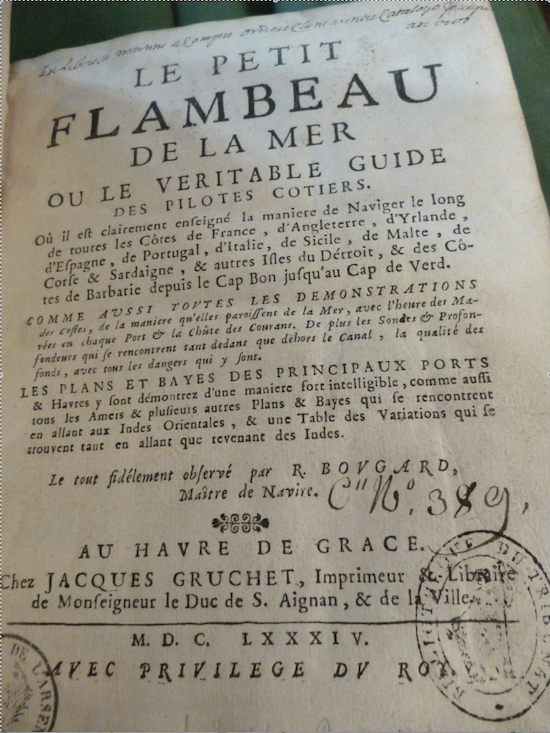 LE PETIT
FLAMBEAU
DE LA MER
OU LE VERITABLE GUIDE
DES PILOTES COTIERS.
Où il est clairement enſeigné la maniere de Naviger le long
de toutes les Côtes de France, d'Angleterre, d'Yrlande,
d'Eſpagne, de Portugal, d'Italie, de Sicile, de Malte, de
Corſe & Sardaigne, & autres Iſles du Détroit, & des Cô-
tes de Barbarie depuis le Cap Bon juſqu'au Cap de Verd.
COMME AUSSI TOVTES LES DEMONSTRATIONS
des Coſtes, de la maniere qu'elles paroiſſent de la Mer, avec l'heure des Ma-
rées en chaque Port & la Chûte des Courans. De plus les Sondes & Profon-
fondeurs qui ſe rencontrent tant dedans que dehors le Canal, la qualité des
fonds, avec tous les dangers qui y ſont.
LES PLANS ET BAYES DES PRINCIPAUX PORTS
& Havres y ſont démontrez d'une maniere fort intelligible, comme auſſi
tous les Amers & pluſieurs autres Plans & Bayes qui ſe rencontrent
en allant aux Indes Orientales, & une Table des Variations qui ſe
trouvent tant en allant que revenant des Indes.
Le tout fidélement obſervé par R. BOVGARD,
Maître de Navire.
N°. 389.
AU HAVRE DE GRACE.
Chez JACQUES GRUCHET, Imprimeur & Libraire
de Monſeigneur le Duc de S. Aignan, & de la Ville.
M. D. C. LXXXIV.
AVEC PRIVILEGE DV ROY.
DE L'ARSE
DU TRIBUNAT